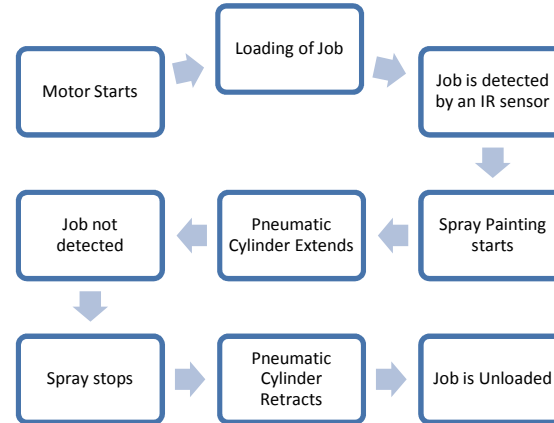 Motor Starts
Loading of Job
Job is detected
by an IR sensor
Spray Painting
starts
Pneumatic
Cylinder Extends
Job not
detected
Spray stops
Pneumatic
Cylinder
Retracts
Job is Unloaded